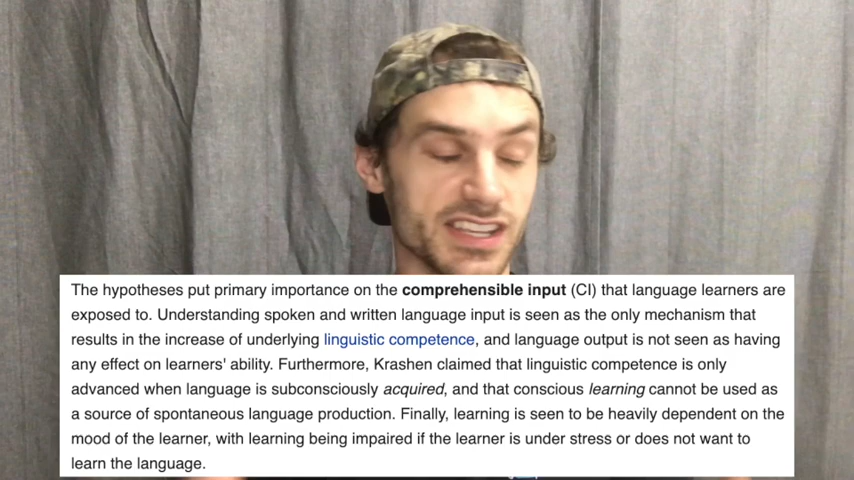 The hypotheses put primary importance on the comprehensible input (CI) that language learners are
exposed to. Understanding spoken and written language input is seen as the only mechanism that
results in the increase of underlying linguistic competence, and language output is not seen as having
any effect on learners' ability. Furthermore, Krashen claimed that linguistic competence is only
advanced when language is subconsciously acquired, and that conscious learning cannot be used as
a source of spontaneous language production. Finally, learning is seen to be heavily dependent on the
mood of the learner, with learning being impaired if the learner is under stress or does not want to
learn the language.